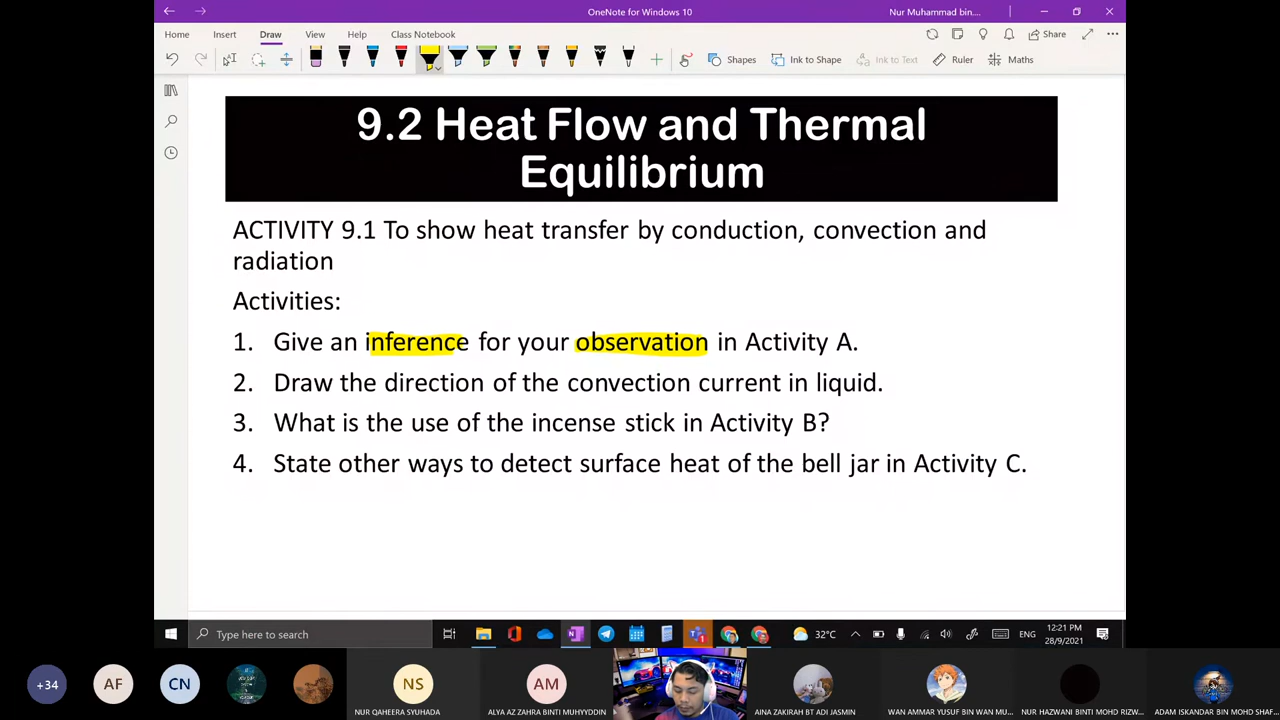 OneNote for Windows 10
Nur Muhammad bin....
Home
Insert
Draw
View
Help
Class Notebook
Share
Shapes
Ink to Shape
Ink to Text
Ruler
Maths
9.2 Heat Flow and Thermal
Equilibrium
ACTIVITY 9.1 To show heat transfer by conduction, convection and
radiation
Activities:
1. Give an inference for your observation in Activity A.
2. Draw the direction of the convection current in liquid.
3. What is the use of the incense stick in Activity B?
4. State other ways to detect surface heat of the bell jar in Activity C.
Type here to search
32°C
ENG
12:21 PM
28/9/2021
+34
AF
CN
NS
AM
NUR QAHEERA SYUHADA
ALYA AZ ZAHRA BINTI MUHYYDDIN
AINA ZAKIRAH BT ADI JASMIN
WAN AMMAR YUSUF BIN WAN MU...
NUR HAZWANI BINTI MOHD RIZW...
ADAM ISKANDAR BIN MOHD SHAF...